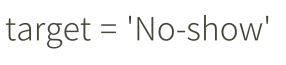 target = 'No-show'